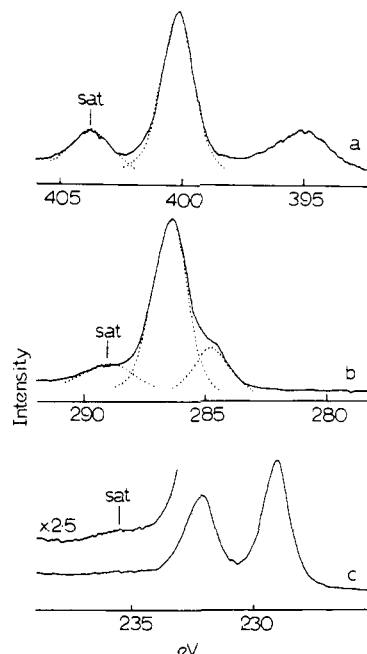 sat
a
405 400 395
sat
b
290 285 280
Intensity
sat
x2·5
c
235 230
eV